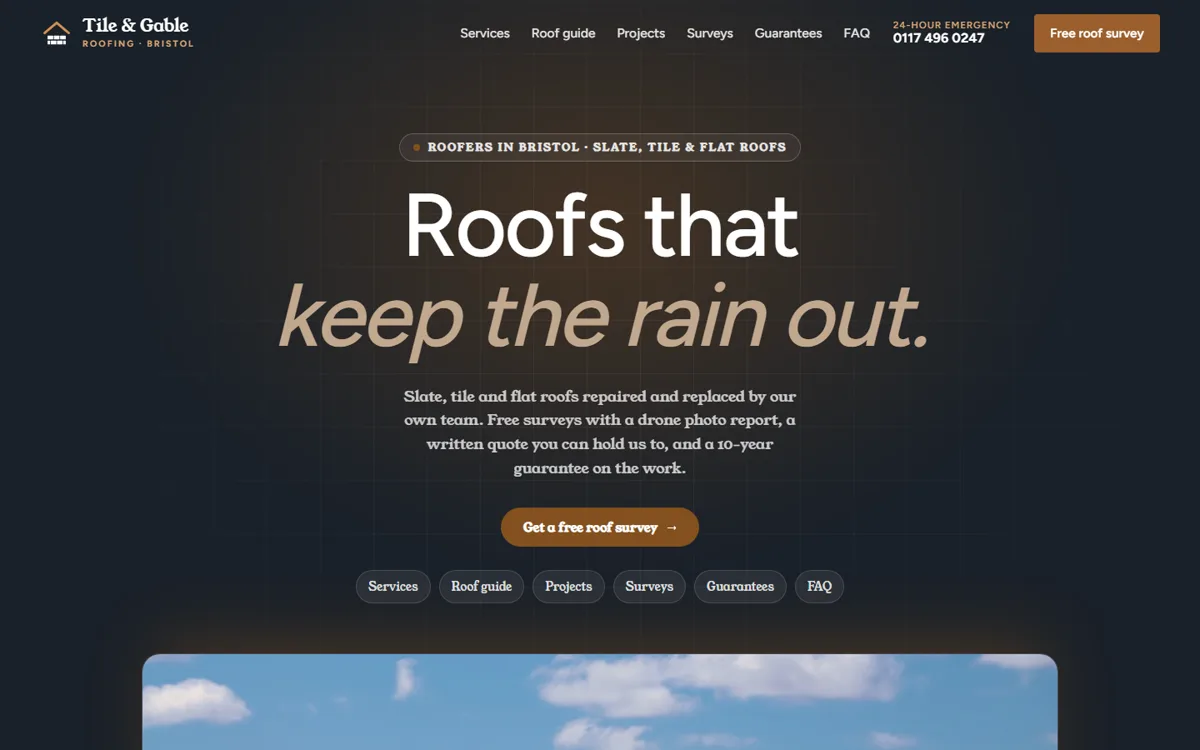 Tile & Gable
ROOFING · BRISTOL
Services Roof guide Projects Surveys Guarantees FAQ
24-HOUR EMERGENCY
0117 496 0247
Free roof survey
ROOFERS IN BRISTOL · SLATE, TILE & FLAT ROOFS
Roofs that
keep the rain out.
Slate, tile and flat roofs repaired and replaced by our
own team. Free surveys with a drone photo report, a
written quote you can hold us to, and a 10-year
guarantee on the work.
Get a free roof survey →
Services Roof guide Projects Surveys Guarantees FAQ